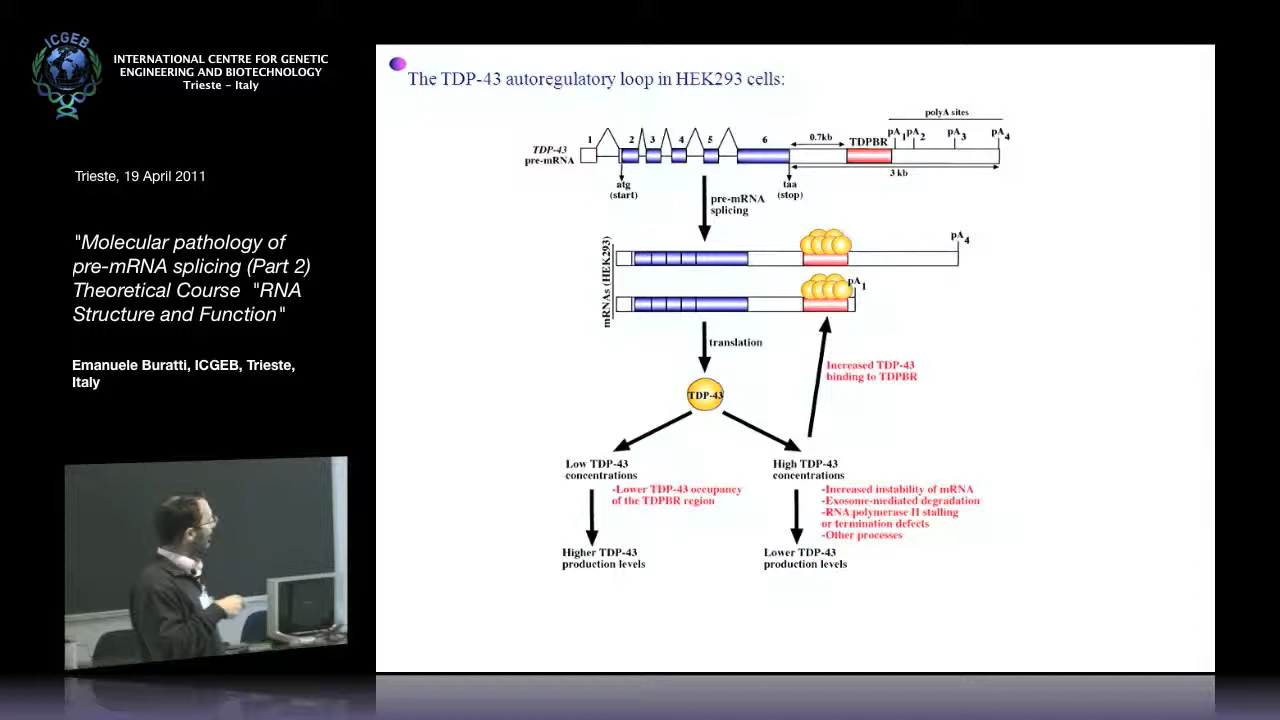 ICGEB
INTERNATIONAL CENTRE FOR GENETIC
ENGINEERING AND BIOTECHNOLOGY
Trieste - Italy
Trieste, 19 April 2011
"Molecular pathology of
pre-mRNA splicing (Part 2)
Theoretical Course "RNA
Structure and Function"
Emanuele Buratti, ICGEB, Trieste,
Italy
The TDP-43 autoregulatory loop in HEK293 cells:
polyA sites
TDP-43
pre-mRNA
1 2 3 4 5 6
0.7kb
TDPBR
pA1 pA2 pA3 pA4
3 kb
atg
(start)
taa
(stop)
pre-mRNA
splicing
mRNAs (HEK293)
pA4
pA1
translation
Increased TDP-43
binding to TDPBR
TDP-43
Low TDP-43
concentrations
-Lower TDP-43 occupancy
of the TDPBR region
Higher TDP-43
production levels
High TDP-43
concentrations
-Increased instability of mRNA
-Exosome-mediated degradation
-RNA polymerase II stalling
or termination defects
-Other processes
Lower TDP-43
production levels